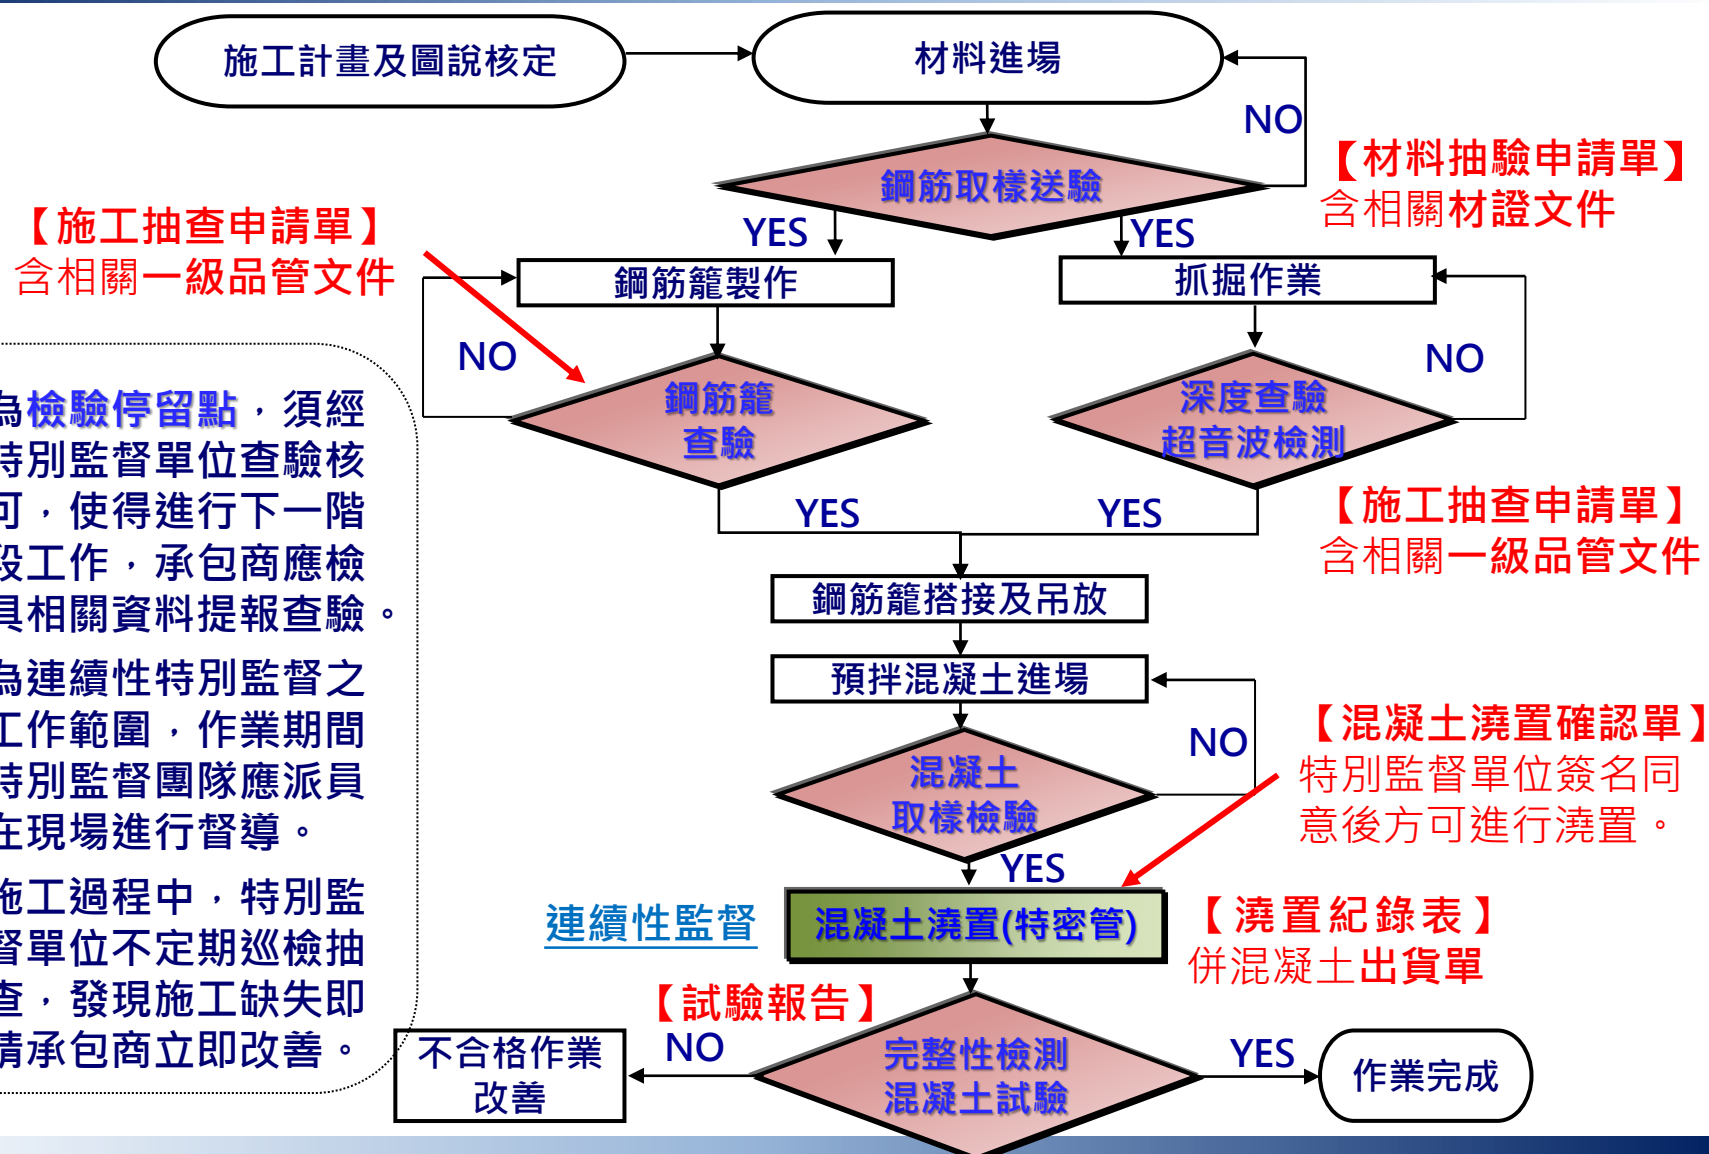 施工計畫及圖說核定
材料進場
NO
鋼筋取樣送驗
【材料抽驗申請單】
含相關材證文件
【施工抽查申請單】
含相關一級品管文件
YES
YES
鋼筋籠製作
抓掘作業
NO
NO
鋼筋籠
查驗
深度查驗
超音波檢測
為檢驗停留點，須經
特別監督單位查驗核
可，使得進行下一階
段工作，承包商應檢
具相關資料提報查驗。
為連續性特別監督之
工作範圍，作業期間
特別監督團隊應派員
在現場進行督導。
施工過程中，特別監
督單位不定期巡檢抽
查，發現施工缺失即
請承包商立即改善。
YES
YES
【施工抽查申請單】
含相關一級品管文件
鋼筋籠搭接及吊放
預拌混凝土進場
NO
混凝土
取樣檢驗
【混凝土澆置確認單】
特別監督單位簽名同
意後方可進行澆置。
YES
連續性監督
混凝土澆置(特密管)
【澆置紀錄表】
併混凝土出貨單
【試驗報告】
NO
不合格作業
改善
完整性檢測
混凝土試驗
YES
作業完成